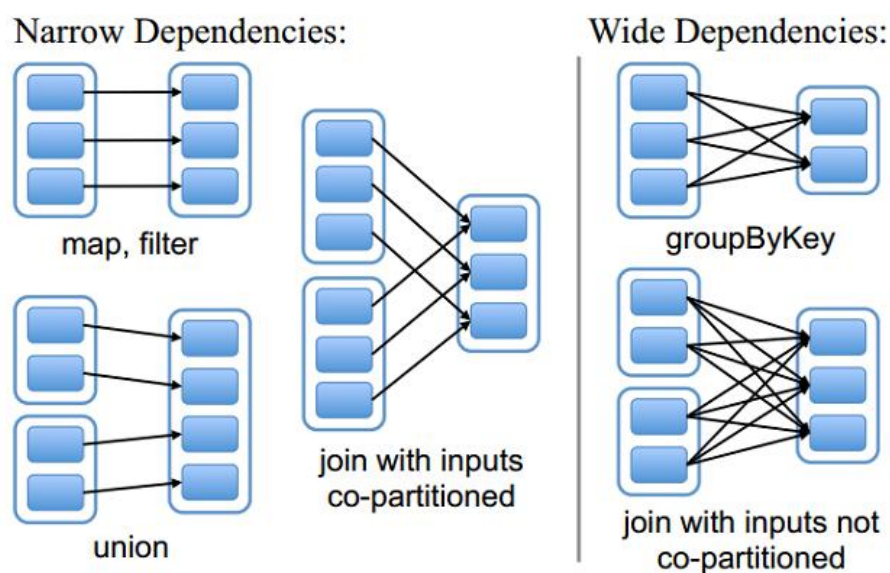 Narrow Dependencies:
Wide Dependencies:
map, filter
groupByKey
join with inputs
co-partitioned
union
join with inputs not
co-partitioned